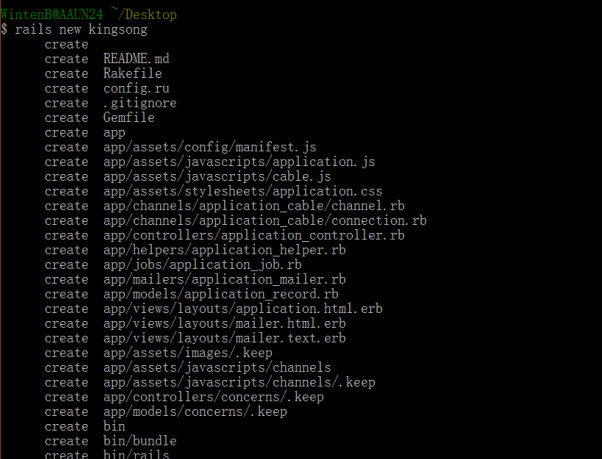 WintenB@AAUN24 ~/Desktop
$ rails new kingsong
create
create README.md
create Rakefile
create config.ru
create .gitignore
create Gemfile
create app
create app/assets/config/manifest.js
create app/assets/javascripts/application.js
create app/assets/javascripts/cable.js
create app/assets/stylesheets/application.css
create app/channels/application_cable/channel.rb
create app/channels/application_cable/connection.rb
create app/controllers/application_controller.rb
create app/helpers/application_helper.rb
create app/jobs/application_job.rb
create app/mailers/application_mailer.rb
create app/models/application_record.rb
create app/views/layouts/application.html.erb
create app/views/layouts/mailer.html.erb
create app/views/layouts/mailer.text.erb
create app/assets/images/.keep
create app/assets/javascripts/channels
create app/assets/javascripts/channels/.keep
create app/controllers/concerns/.keep
create app/models/concerns/.keep
create bin
create bin/bundle
create bin/rails